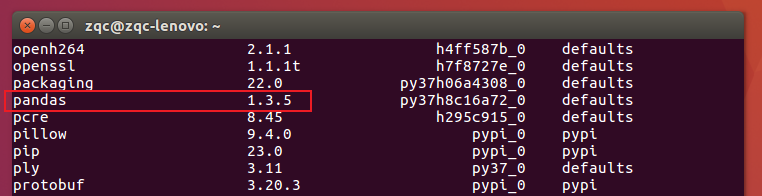 zqc@zqc-lenovo: ~
openh264 2.1.1 h4ff587b_0 defaults
openssl 1.1.1t h7f8727e_0 defaults
packaging 22.0 py37h06a4308_0 defaults
pandas 1.3.5 py37h8c16a72_0 defaults
pcre 8.45 h295c915_0 defaults
pillow 9.4.0 pypi_0 pypi
pip 23.0 pypi_0 pypi
ply 3.11 py37_0 defaults
protobuf 3.20.3 pypi_0 pypi